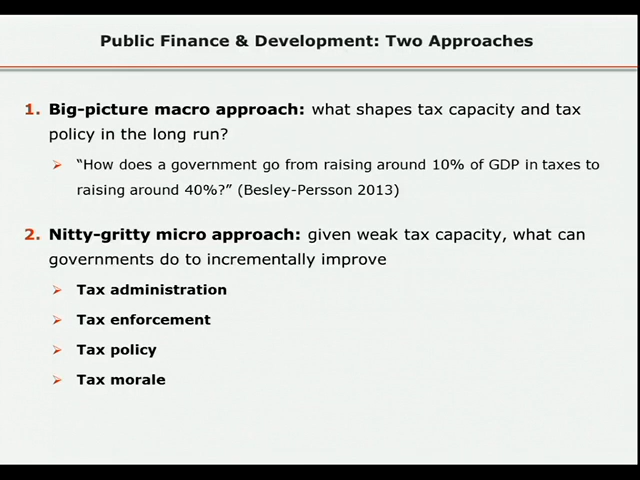 Public Finance & Development: Two Approaches
1. Big-picture macro approach: what shapes tax capacity and tax
policy in the long run?
➢ “How does a government go from raising around 10% of GDP in taxes to
raising around 40%?” (Besley-Persson 2013)
2. Nitty-gritty micro approach: given weak tax capacity, what can
governments do to incrementally improve
➢ Tax administration
➢ Tax enforcement
➢ Tax policy
➢ Tax morale